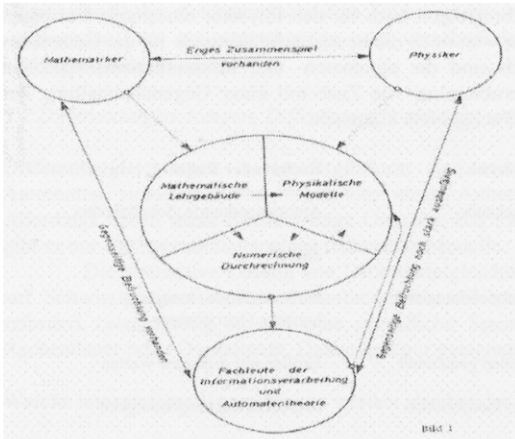 Mathematiker
Enges Zusammenspiel
vorhanden
Physiker
Mathematische
Lehrgebäude
Physikalische
Modelle
Numerische
Durchrechnung
Gegenseitige Befruchtung vorhanden
Gegenseitige Befruchtung noch stark ausbaufähig
Fachleute der
Informationsverarbeitung
und
Automatentheorie
Bild 1